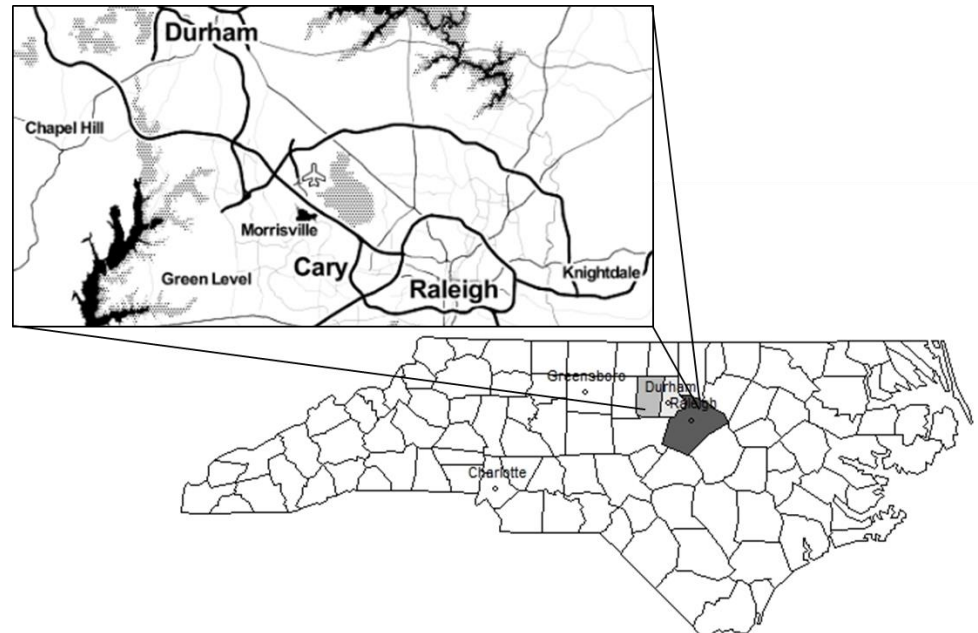 Durham
Chapel Hill
Morrisville
Cary
Green Level
Knightdale
Raleigh
Greensboro
Durham
Raleigh
Charlotte